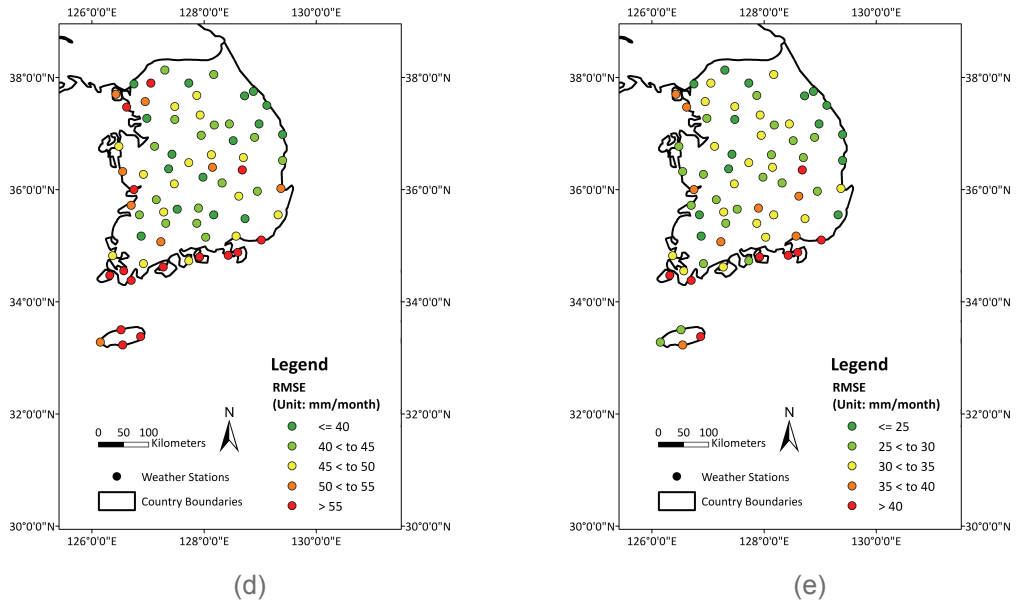 126°0'0"E 128°0'0"E 130°0'0"E
38°0'0"N 38°0'0"N
36°0'0"N 36°0'0"N
34°0'0"N 34°0'0"N
32°0'0"N 32°0'0"N
30°0'0"N 30°0'0"N
Legend
RMSE
(Unit: mm/month)
<= 40
40 < to 45
45 < to 50
50 < to 55
> 55
N
0 50 100
Kilometers
Weather Stations
Country Boundaries
126°0'0"E 128°0'0"E 130°0'0"E
(d)
126°0'0"E 128°0'0"E 130°0'0"E
38°0'0"N 38°0'0"N
36°0'0"N 36°0'0"N
34°0'0"N 34°0'0"N
32°0'0"N 32°0'0"N
30°0'0"N 30°0'0"N
Legend
RMSE
(Unit: mm/month)
<= 25
25 < to 30
30 < to 35
35 < to 40
> 40
N
0 50 100
Kilometers
Weather Stations
Country Boundaries
126°0'0"E 128°0'0"E 130°0'0"E
(e)